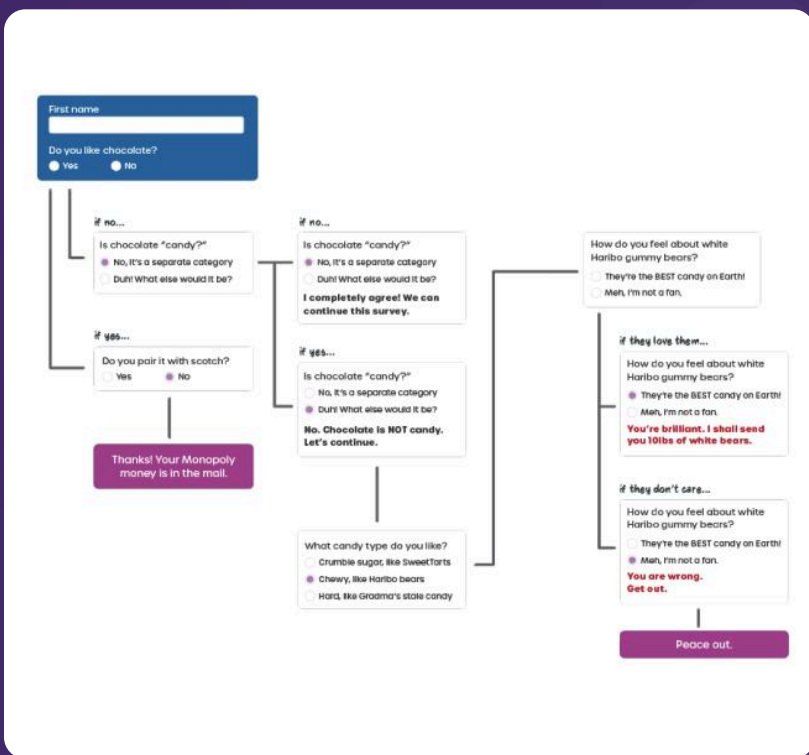 First name
Do you like chocolate?
Yes
No
if no...
Is chocolate “candy?”
No, it's a separate category
Duh! What else would it be?
if yes...
Do you pair it with scotch?
Yes
No
Thanks! Your Monopoly
money is in the mail.
if no...
Is chocolate “candy?”
No, it's a separate category
Duh! What else would it be?
I completely agree! We can
continue this survey.
if yes...
Is chocolate “candy?”
No, it's a separate category
Duh! What else would it be?
No. Chocolate is NOT candy.
Let's continue.
What candy type do you like?
Crumble sugar, like SweetTarts
Chewy, like Haribo bears
Hard, like Gradma's stale candy
How do you feel about white
Haribo gummy bears?
They're the BEST candy on Earth!
Meh, I'm not a fan.
if they love them...
How do you feel about white
Haribo gummy bears?
They're the BEST candy on Earth!
Meh, I'm not a fan.
You're brilliant. I shall send
you 10lbs of white bears.
if they don't care...
How do you feel about white
Haribo gummy bears?
They're the BEST candy on Earth!
Meh, I'm not a fan.
You are wrong.
Get out.
Peace out.